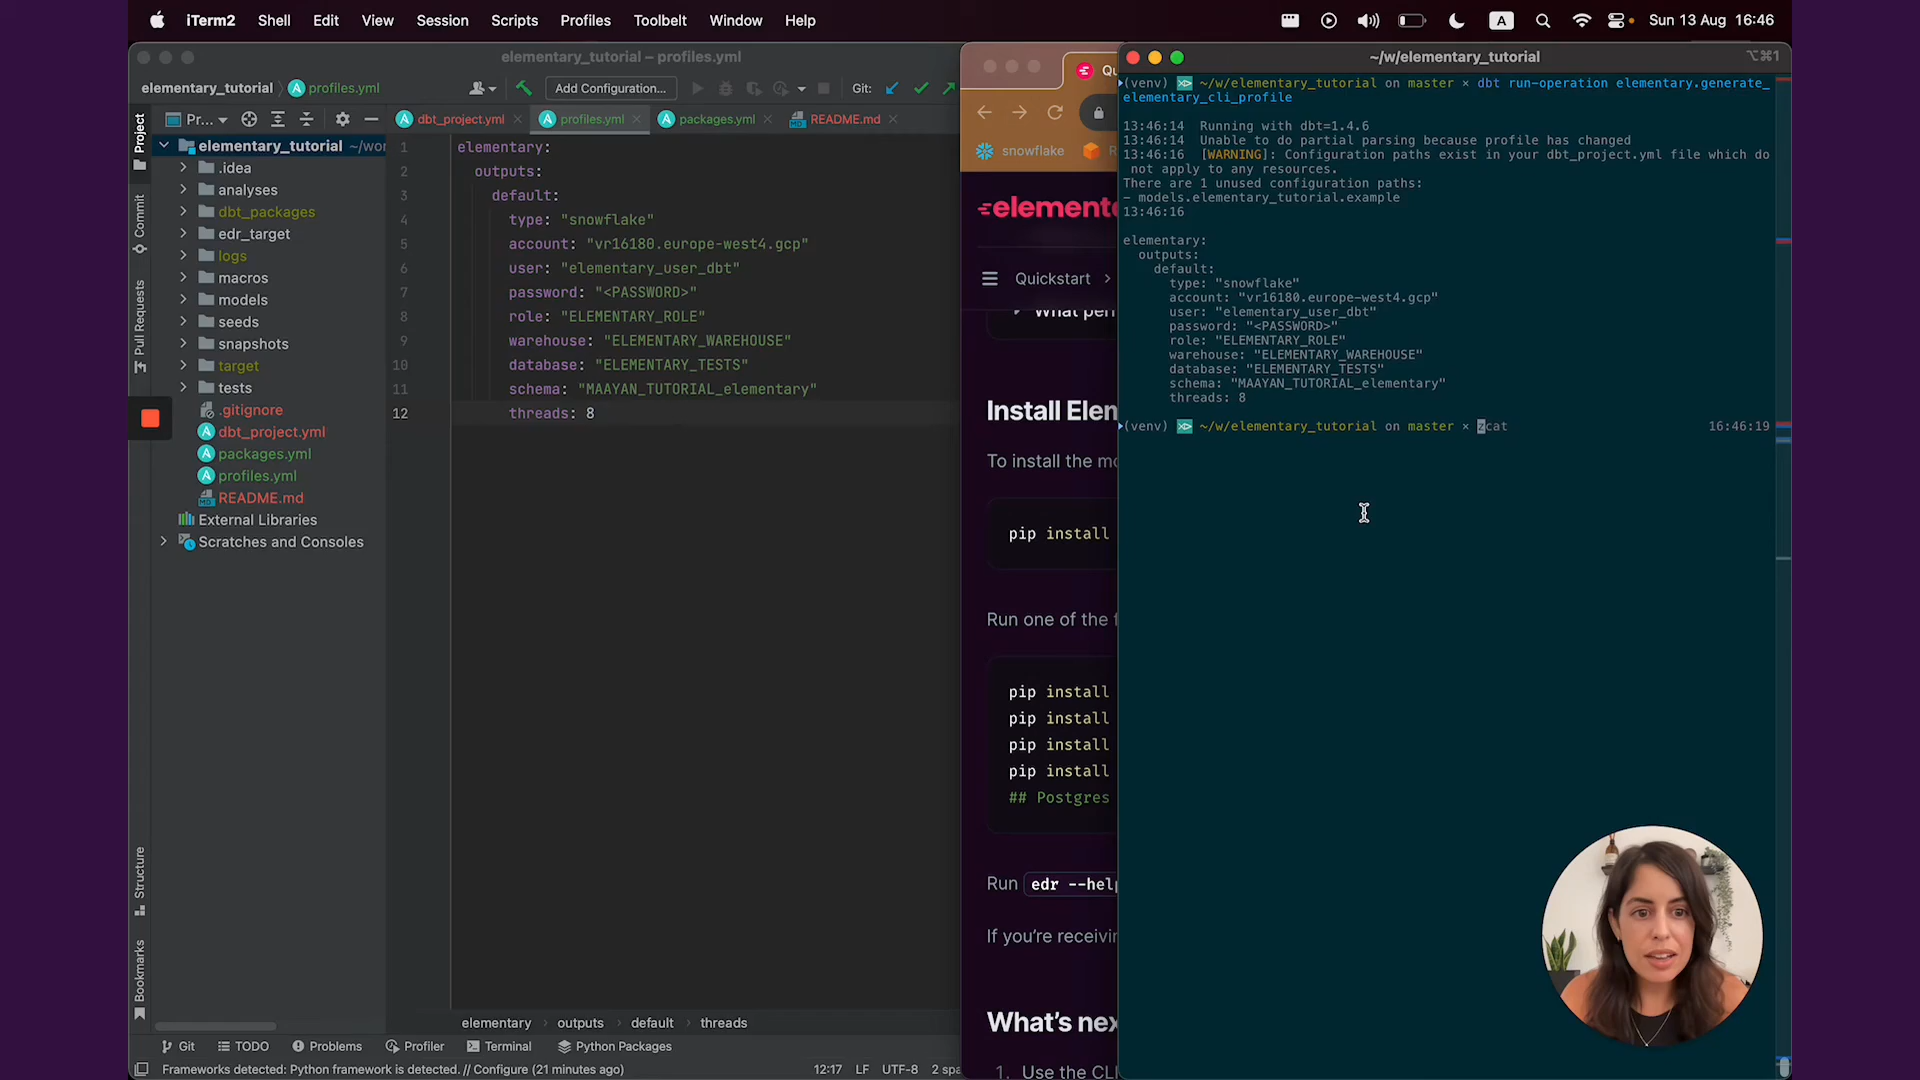 iTerm2 Shell Edit View Session Scripts Profiles Toolbelt Window Help
A Sun 13 Aug 16:46
elementary_tutorial – profiles.yml
elementary_tutorial profiles.yml Add Configuration... Git:
Project
Commit
Pull Requests
Structure
Bookmarks
Pr...
dbt_project.yml profiles.yml packages.yml README.md
elementary_tutorial ~/wor
.idea
analyses
dbt_packages
edr_target
logs
macros
models
seeds
snapshots
target
tests
.gitignore
dbt_project.yml
packages.yml
profiles.yml
README.md
External Libraries
Scratches and Consoles
1 elementary:
2 outputs:
3 default:
4 type: "snowflake"
5 account: "vr16180.europe-west4.gcp"
6 user: "elementary_user_dbt"
7 password: "<PASSWORD>"
8 role: "ELEMENTARY_ROLE"
9 warehouse: "ELEMENTARY_WAREHOUSE"
10 database: "ELEMENTARY_TESTS"
11 schema: "MAAYAN_TUTORIAL_elementary"
12 threads: 8
elementary outputs default threads
Git TODO Problems Profiler Terminal Python Packages
Frameworks detected: Python framework is detected. // Configure (21 minutes ago)
12:17 LF UTF-8 2 spa
Qu
snowflake R
elementa
Quickstart >
What perm
Install Elem
To install the mo
pip install
Run one of the f
pip install
pip install
pip install
pip install
## Postgres
Run edr --help
If you're receivin
What's nex
1. Use the CLI
~/w/elementary_tutorial
⌥⌘1
(venv) ~/w/elementary_tutorial on master × dbt run-operation elementary.generate_
elementary_cli_profile
13:46:14 Running with dbt=1.4.6
13:46:14 Unable to do partial parsing because profile has changed
13:46:16 [WARNING]: Configuration paths exist in your dbt_project.yml file which do
not apply to any resources.
There are 1 unused configuration paths:
- models.elementary_tutorial.example
13:46:16
elementary:
outputs:
default:
type: "snowflake"
account: "vr16180.europe-west4.gcp"
user: "elementary_user_dbt"
password: "<PASSWORD>"
role: "ELEMENTARY_ROLE"
warehouse: "ELEMENTARY_WAREHOUSE"
database: "ELEMENTARY_TESTS"
schema: "MAAYAN_TUTORIAL_elementary"
threads: 8
(venv) ~/w/elementary_tutorial on master × zcat 16:46:19